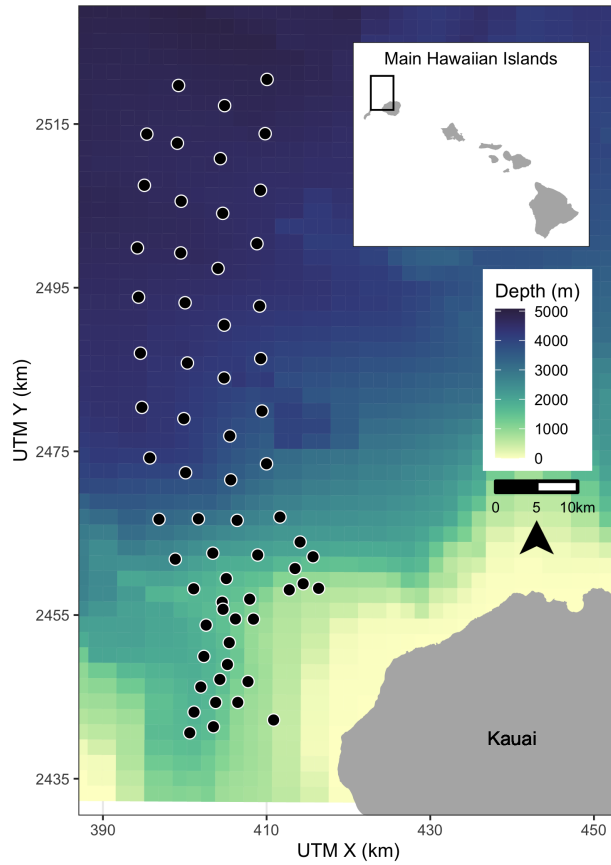 Main Hawaiian Islands
2515
2495
2475
2455
2435
UTM Y (km)
Depth (m)
5000
4000
3000
2000
1000
0
0 5 10km
Kauai
390 410 430 450
UTM X (km)